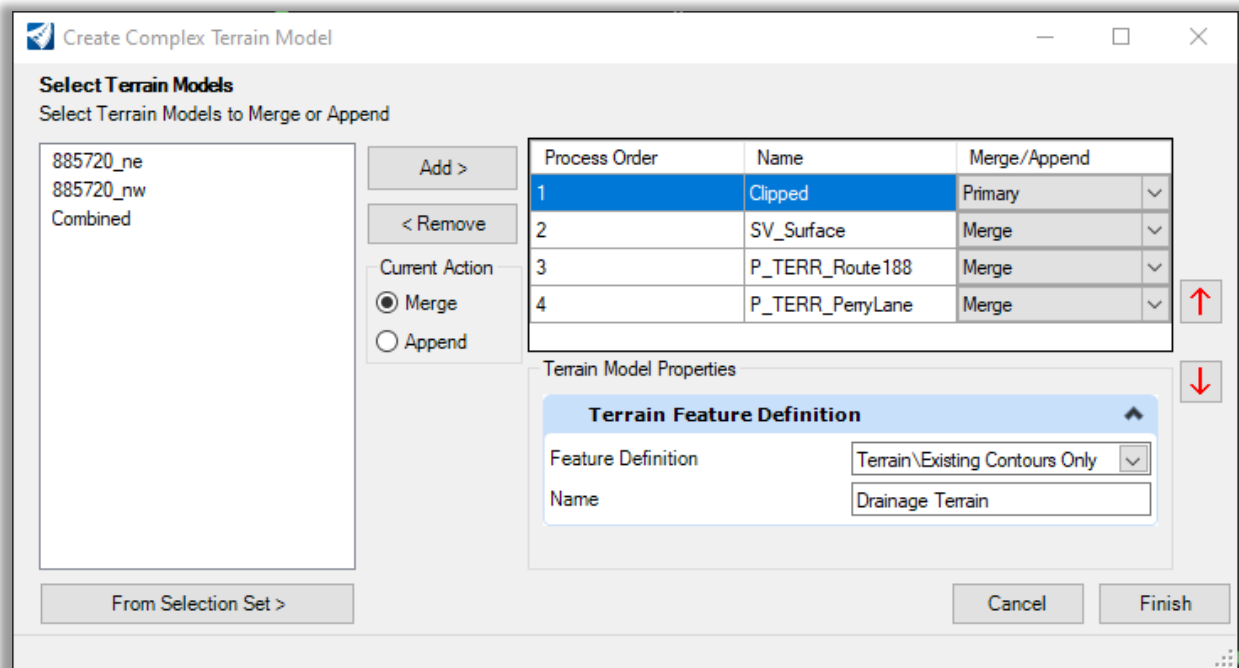 Create Complex Terrain Model
Select Terrain Models
Select Terrain Models to Merge or Append
885720_ne
885720_nw
Combined
Add >
< Remove
Current Action
Merge
Append
Process Order Name Merge/Append
1 Clipped Primary
2 SV_Surface Merge
3 P_TERR_Route188 Merge
4 P_TERR_PerryLane Merge
Terrain Model Properties
Terrain Feature Definition
Feature Definition Terrain\Existing Contours Only
Name Drainage Terrain
From Selection Set >
Cancel Finish